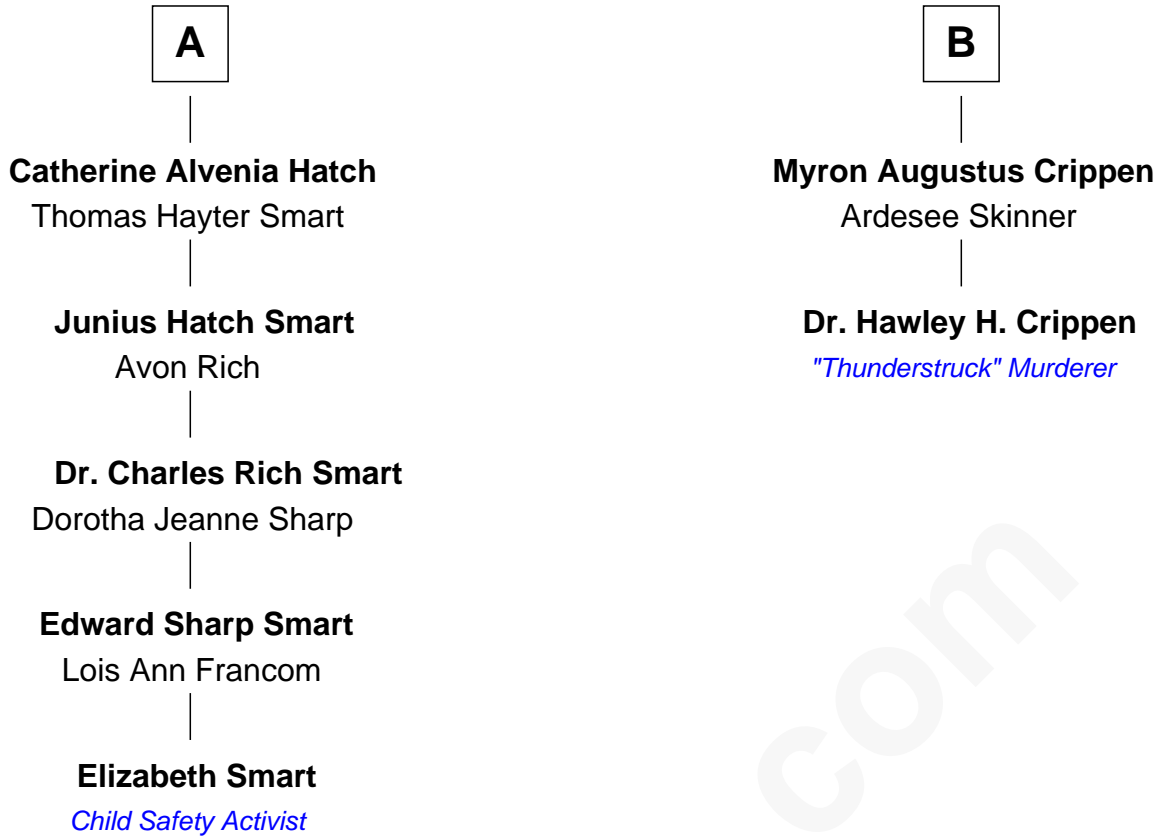 A
Catherine Alvenia Hatch
Thomas Hayter Smart
Junius Hatch Smart
Avon Rich
Dr. Charles Rich Smart
Dorotha Jeanne Sharp
Edward Sharp Smart
Lois Ann Francom
Elizabeth Smart
Child Safety Activist
B
Myron Augustus Crippen
Ardesee Skinner
Dr. Hawley H. Crippen
"Thunderstruck" Murderer
com